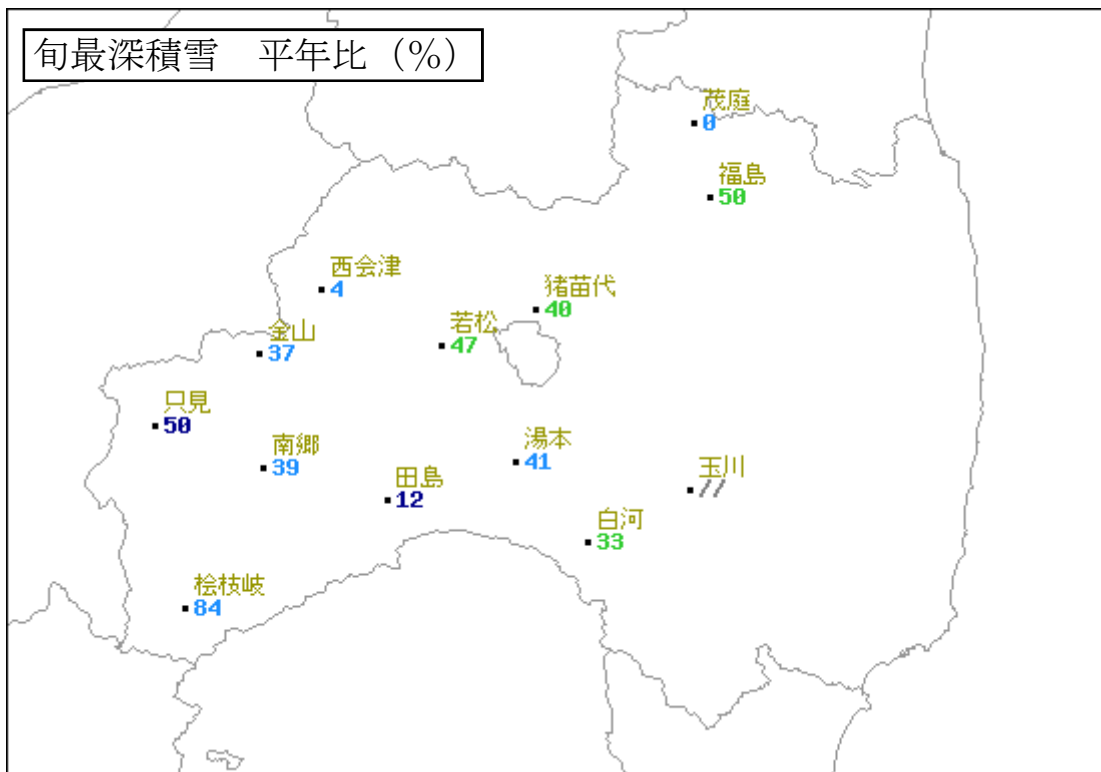 旬最深積雪　平年比（％）
茂庭
0
福島
50
西会津
4
猪苗代
40
金山
37
若松
47
只見
50
南郷
39
田島
12
湯本
41
玉川
//
白河
33
桧枝岐
84